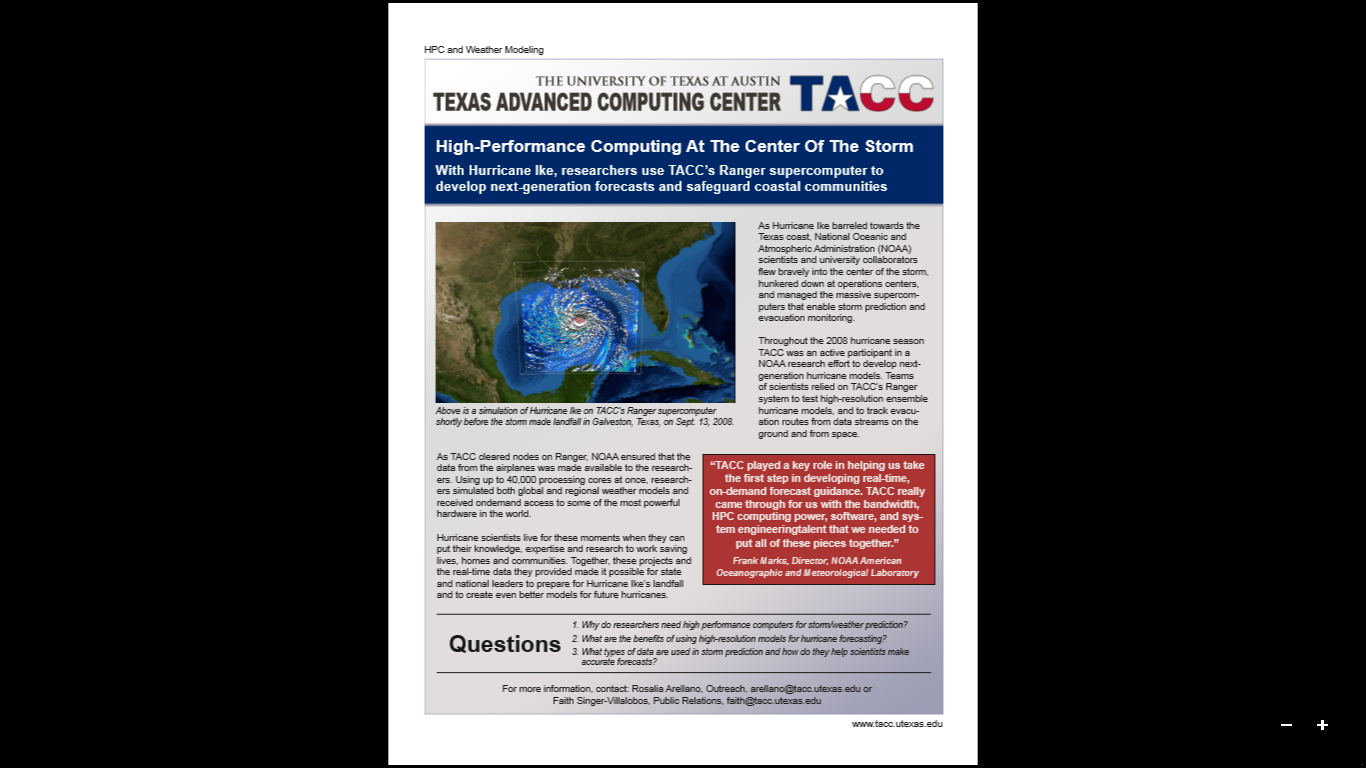 HPC and Weather Modeling
THE UNIVERSITY OF TEXAS AT AUSTIN
TEXAS ADVANCED COMPUTING CENTER
TACC
High-Performance Computing At The Center Of The Storm
With Hurricane Ike, researchers use TACC's Ranger supercomputer to
develop next-generation forecasts and safeguard coastal communities
Above is a simulation of Hurricane Ike on TACC's Ranger supercomputer
shortly before the storm made landfall in Galveston, Texas, on Sept. 13, 2008.
As Hurricane Ike barreled towards the
Texas coast, National Oceanic and
Atmospheric Administration (NOAA)
scientists and university collaborators
flew bravely into the center of the storm,
hunkered down at operations centers,
and managed the massive supercom-
puters that enable storm prediction and
evacuation monitoring.
Throughout the 2008 hurricane season
TACC was an active participant in a
NOAA research effort to develop next-
generation hurricane models. Teams
of scientists relied on TACC's Ranger
system to test high-resolution ensemble
hurricane models, and to track evacu-
ation routes from data streams on the
ground and from space.
As TACC cleared nodes on Ranger, NOAA ensured that the
data from the airplanes was made available to the research-
ers. Using up to 40,000 processing cores at once, research-
ers simulated both global and regional weather models and
received ondemand access to some of the most powerful
hardware in the world.
Hurricane scientists live for these moments when they can
put their knowledge, expertise and research to work saving
lives, homes and communities. Together, these projects and
the real-time data they provided made it possible for state
and national leaders to prepare for Hurricane Ike's landfall
and to create even better models for future hurricanes.
"TACC played a key role in helping us take
the first step in developing real-time,
on-demand forecast guidance. TACC really
came through for us with the bandwidth,
HPC computing power, software, and sys-
tem engineeringtalent that we needed to
put all of these pieces together."
Frank Marks, Director, NOAA American
Oceanographic and Meteorological Laboratory
Questions
1. Why do researchers need high performance computers for storm/weather prediction?
2. What are the benefits of using high-resolution models for hurricane forecasting?
3. What types of data are used in storm prediction and how do they help scientists make
accurate forecasts?
For more information, contact: Rosalia Arellano, Outreach, arellano@tacc.utexas.edu or
Faith Singer-Villalobos, Public Relations, faith@tacc.utexas.edu
www.tacc.utexas.edu